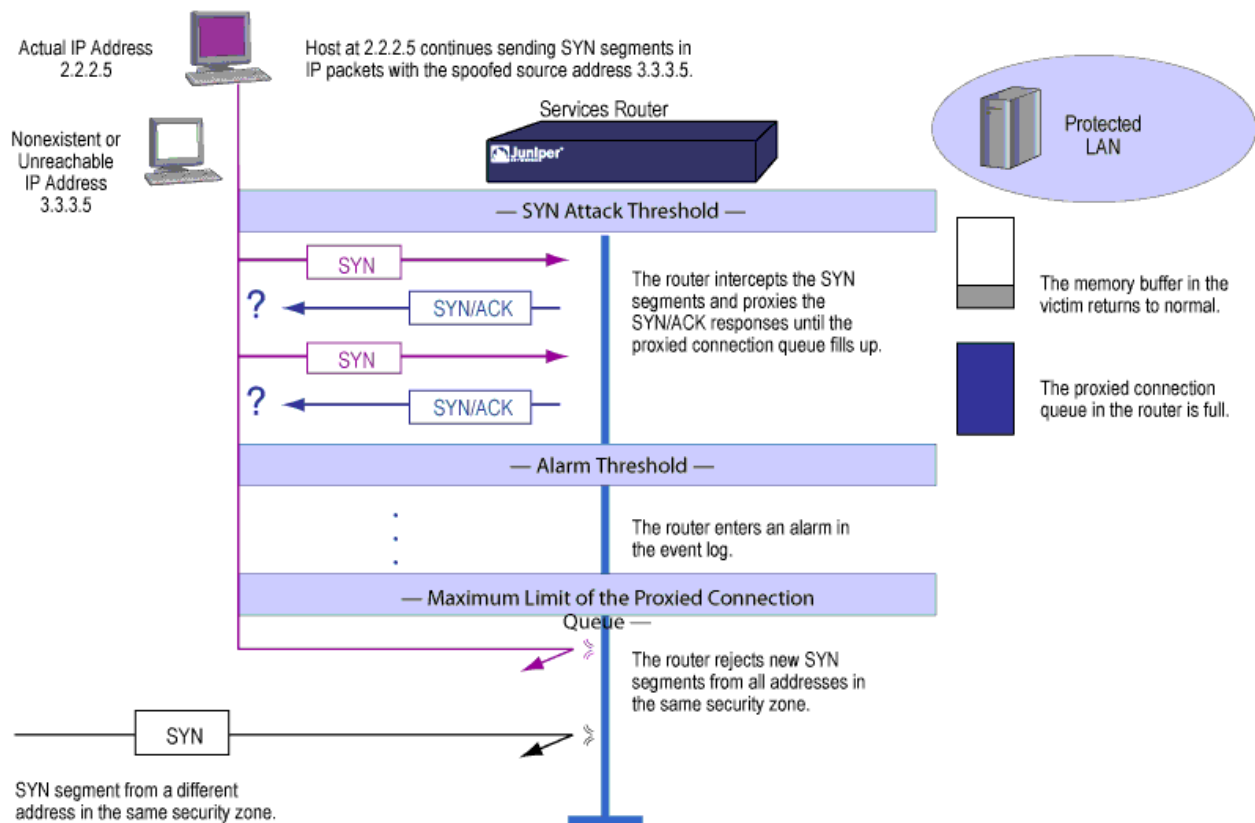 Actual IP Address
2.2.2.5
Host at 2.2.2.5 continues sending SYN segments in
IP packets with the spoofed source address 3.3.3.5.
Nonexistent or
Unreachable
IP Address
3.3.3.5
Services Router
Juniper
Protected
LAN
— SYN Attack Threshold —
SYN
? SYN/ACK
SYN
? SYN/ACK
The router intercepts the SYN
segments and proxies the
SYN/ACK responses until the
proxied connection queue fills up.
The memory buffer in the
victim returns to normal.
The proxied connection
queue in the router is full.
— Alarm Threshold —
The router enters an alarm in
the event log.
— Maximum Limit of the Proxied Connection
Queue —
The router rejects new SYN
segments from all addresses in
the same security zone.
SYN
SYN segment from a different
address in the same security zone.